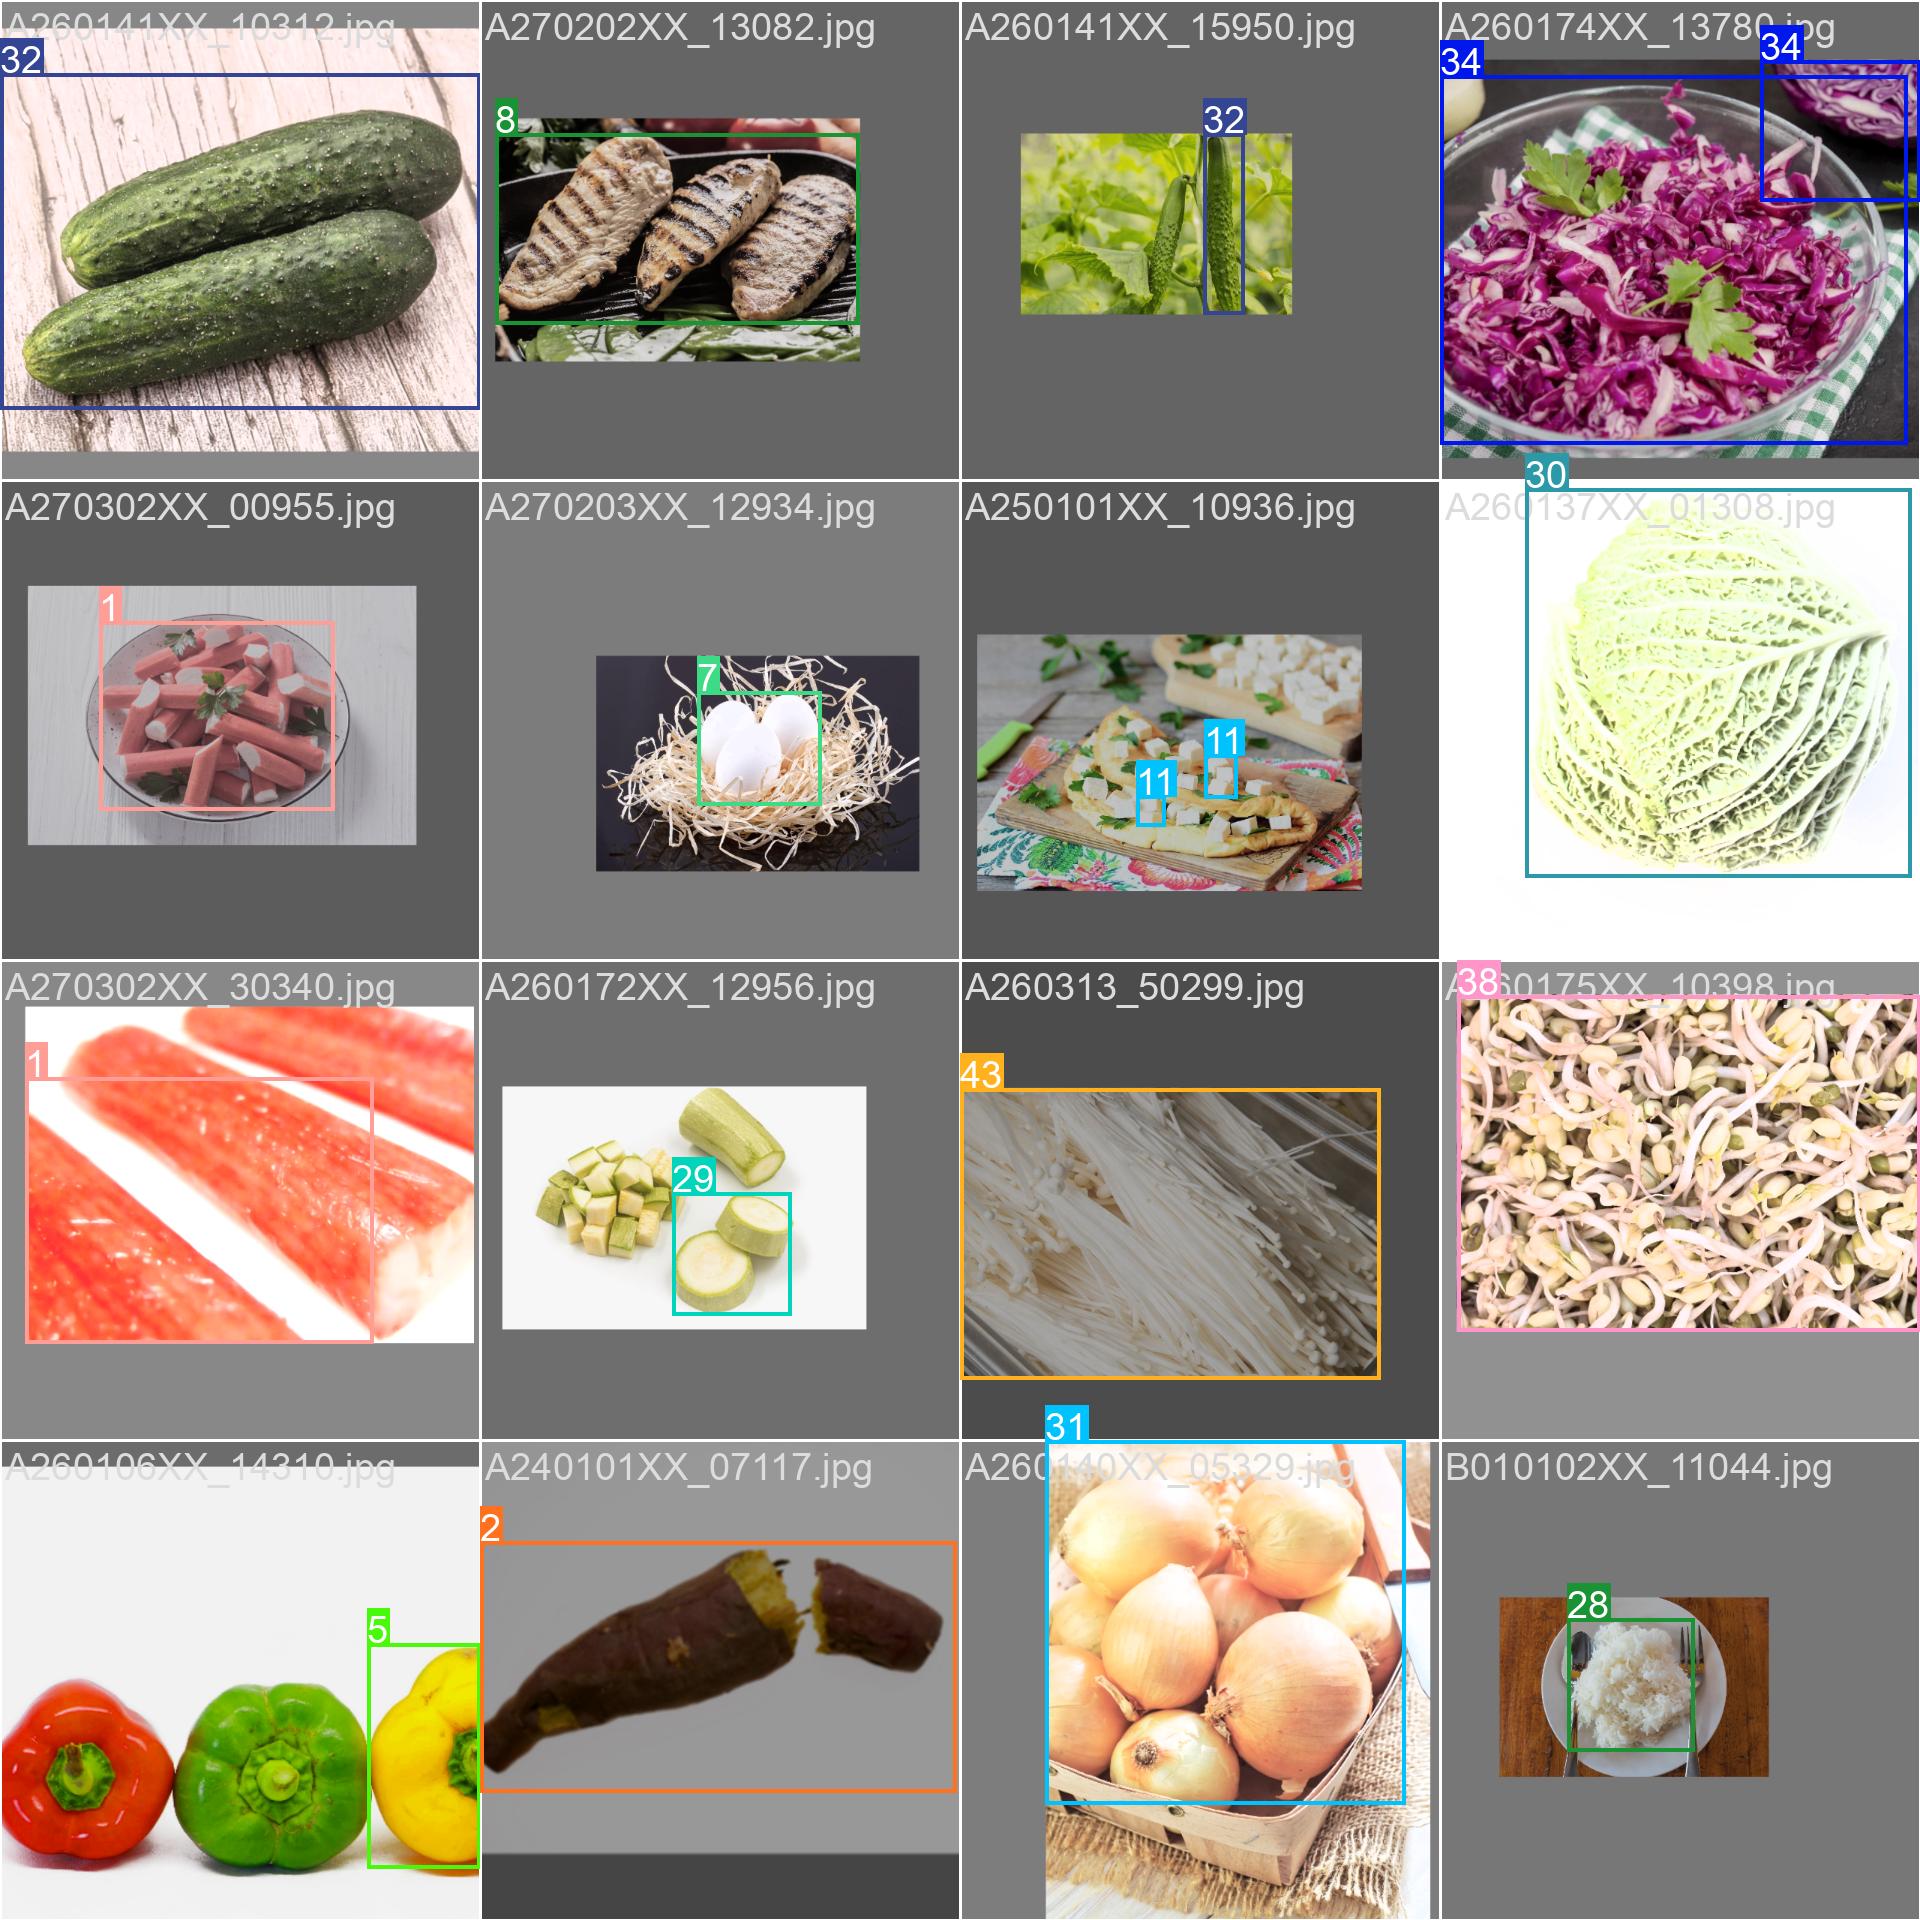 A260141XX_10312.jpg
32
A270202XX_13082.jpg
8
A260141XX_15950.jpg
32
A260174XX_13780.jpg
34
34
A270302XX_00955.jpg
1
A270203XX_12934.jpg
7
A250101XX_10936.jpg
11
11
A260137XX_01308.jpg
30
A270302XX_30340.jpg
1
A260172XX_12956.jpg
29
A260313_50299.jpg
43
A260175XX_10398.jpg
38
A260106XX_14310.jpg
5
A240101XX_07117.jpg
2
A260140XX_05329.jpg
31
B010102XX_11044.jpg
28